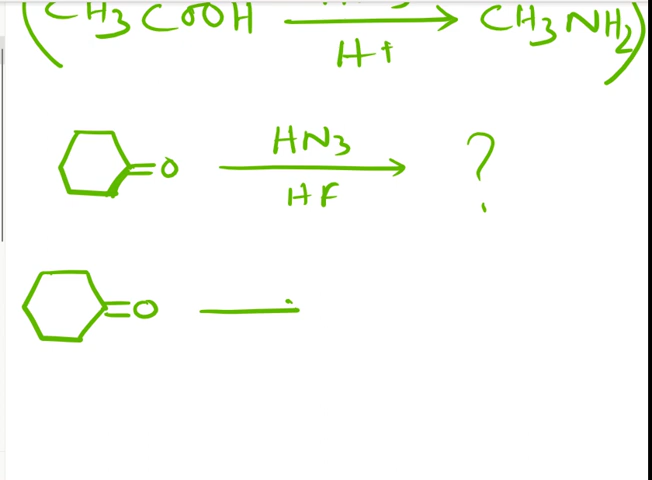 (CH3COOH H+ CH3NH2)
=O HN3 HF ?
=O